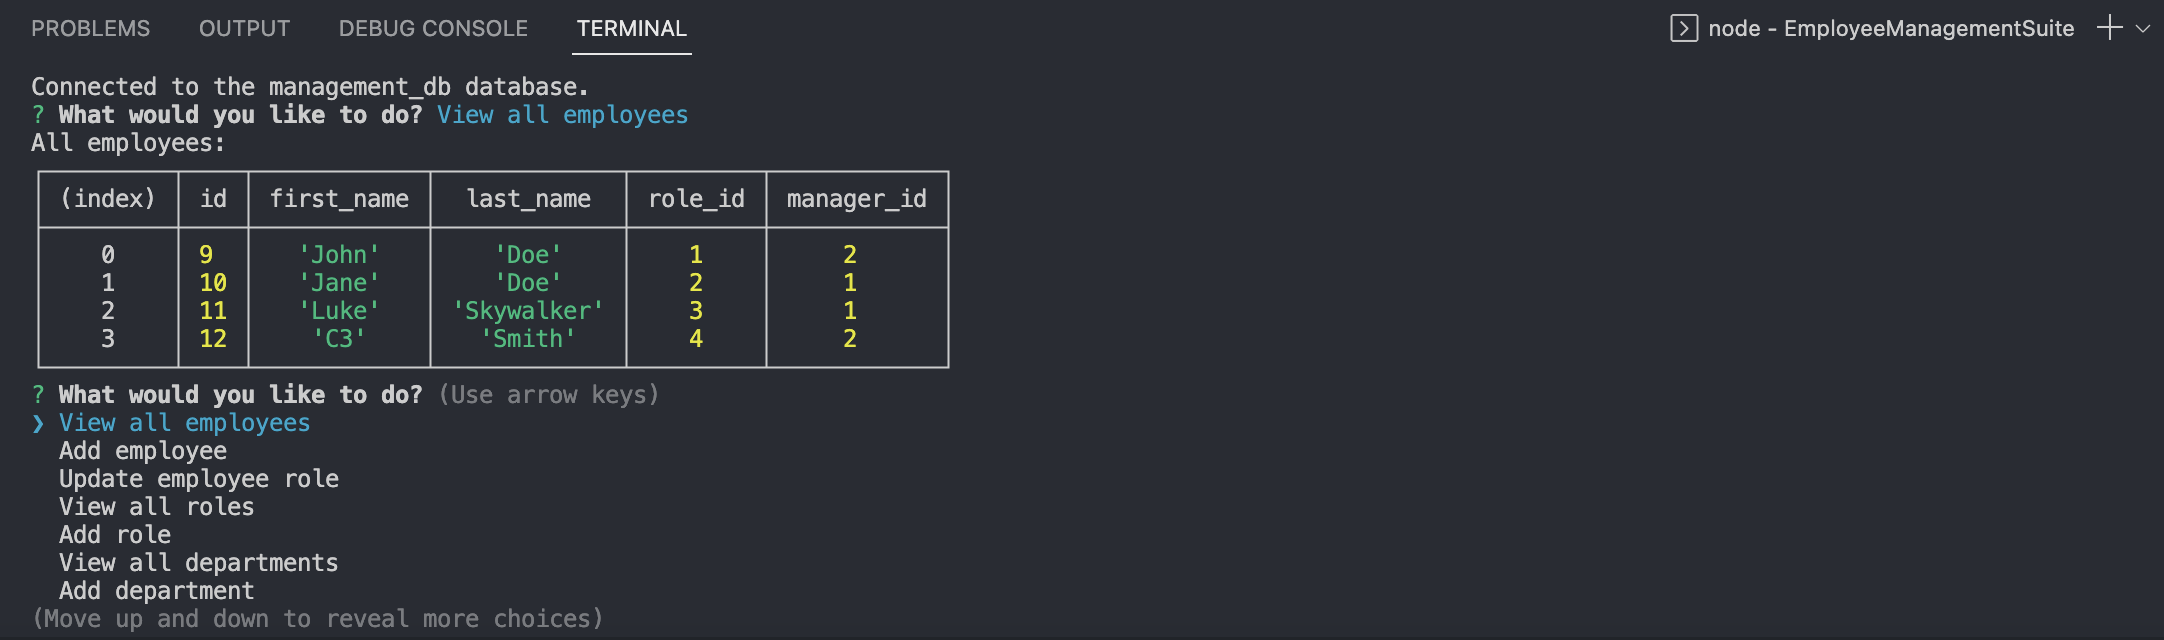 PROBLEMS OUTPUT DEBUG CONSOLE TERMINAL node - EmployeeManagementSuite
Connected to the management_db database.
? What would you like to do? View all employees
All employees:
(index) id first_name last_name role_id manager_id
0 9 'John' 'Doe' 1 2
1 10 'Jane' 'Doe' 2 1
2 11 'Luke' 'Skywalker' 3 1
3 12 'C3' 'Smith' 4 2
? What would you like to do? (Use arrow keys)
❯ View all employees
Add employee
Update employee role
View all roles
Add role
View all departments
Add department
(Move up and down to reveal more choices)